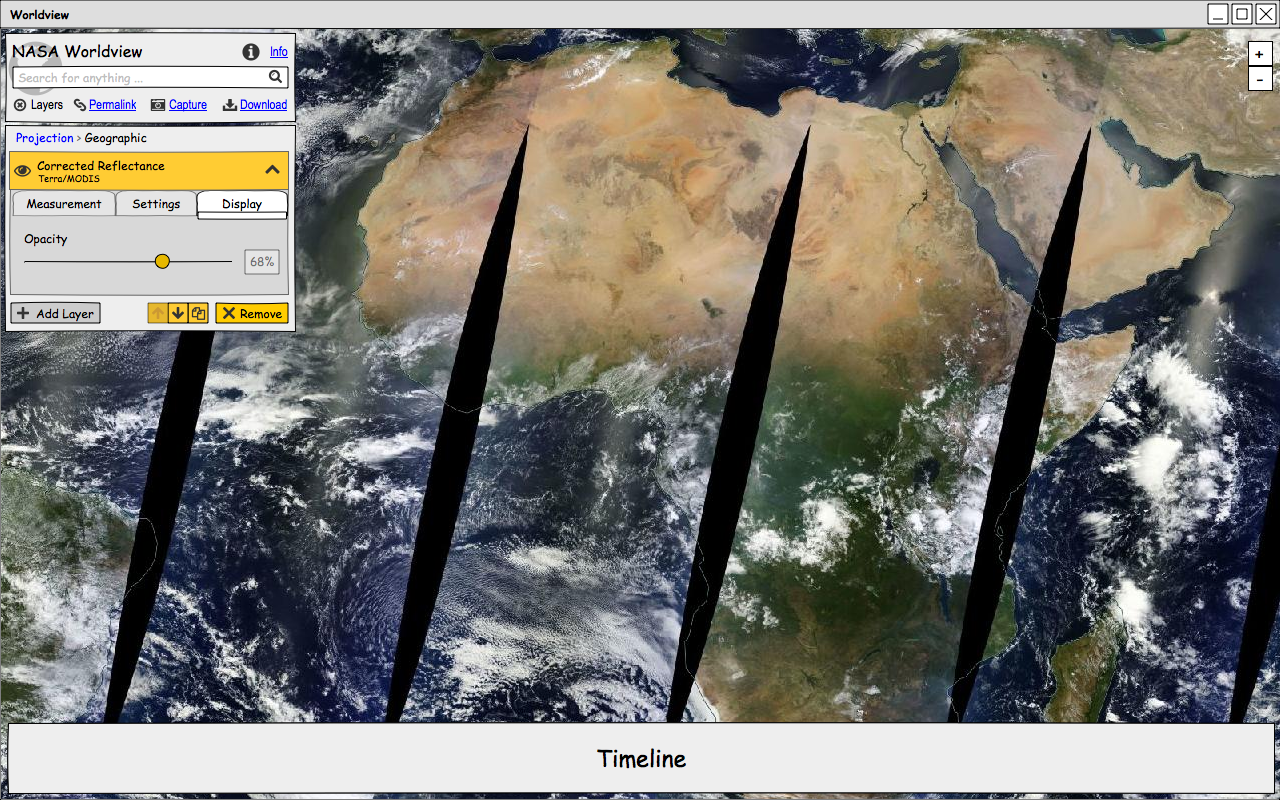 Worldview
NASA Worldview
Info
Search for anything ...
Layers Permalink Capture Download
Projection > Geographic
Corrected Reflectance
Terra/MODIS
Measurement Settings Display
Opacity
68%
Add Layer Remove
+
-
Timeline